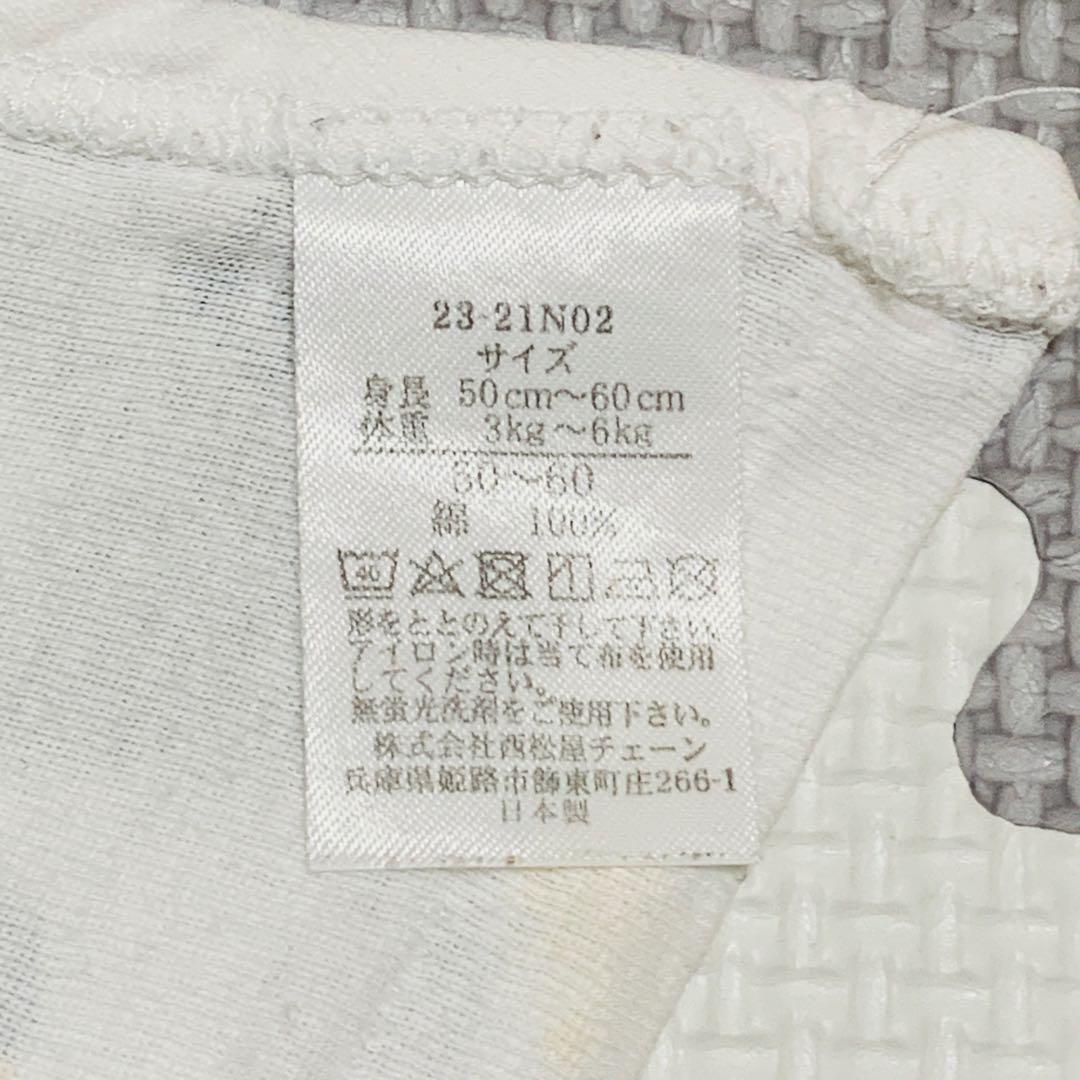 23-21N02
サイズ
身長 50cm～60cm
体重 3kg～6kg
50～60
綿 100%
40
形をととのえて干して下さい。
アイロン時は当て布を使用
してください。
無蛍光洗剤をご使用下さい。
株式会社西松屋チェーン
兵庫県姫路市飾東町庄266-1
日本製